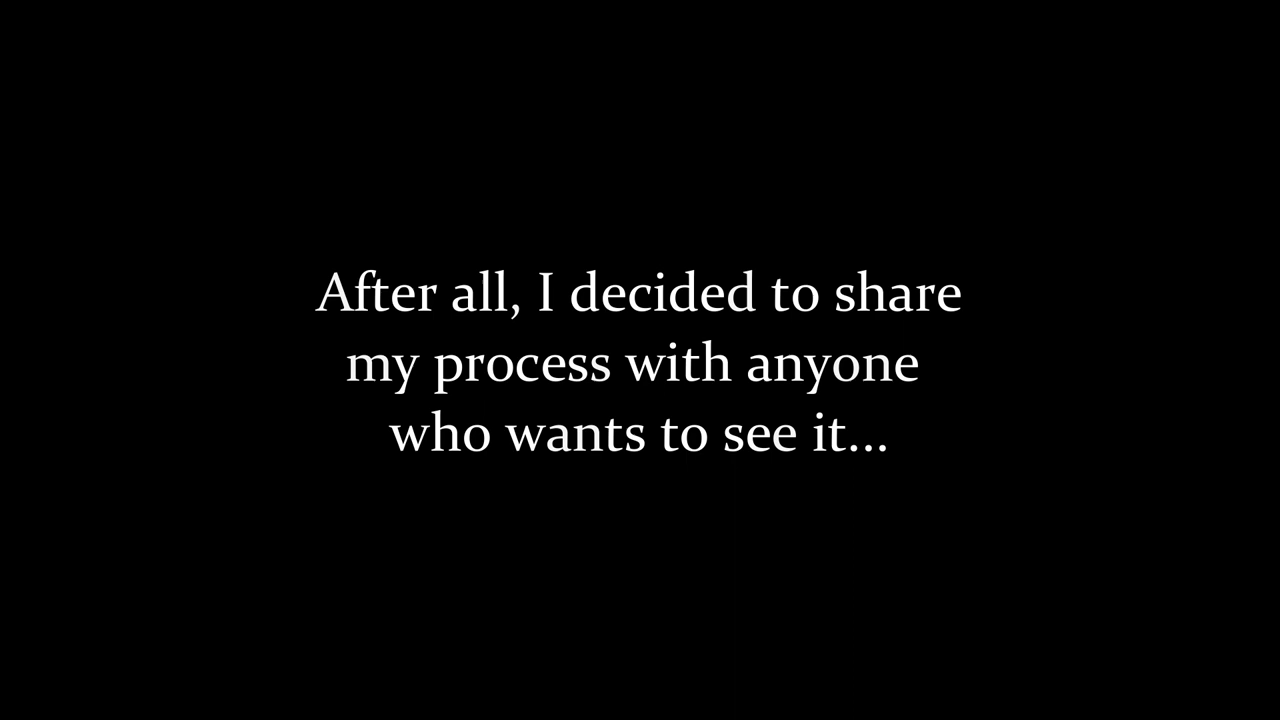 After all, I decided to share
my process with anyone
who wants to see it...